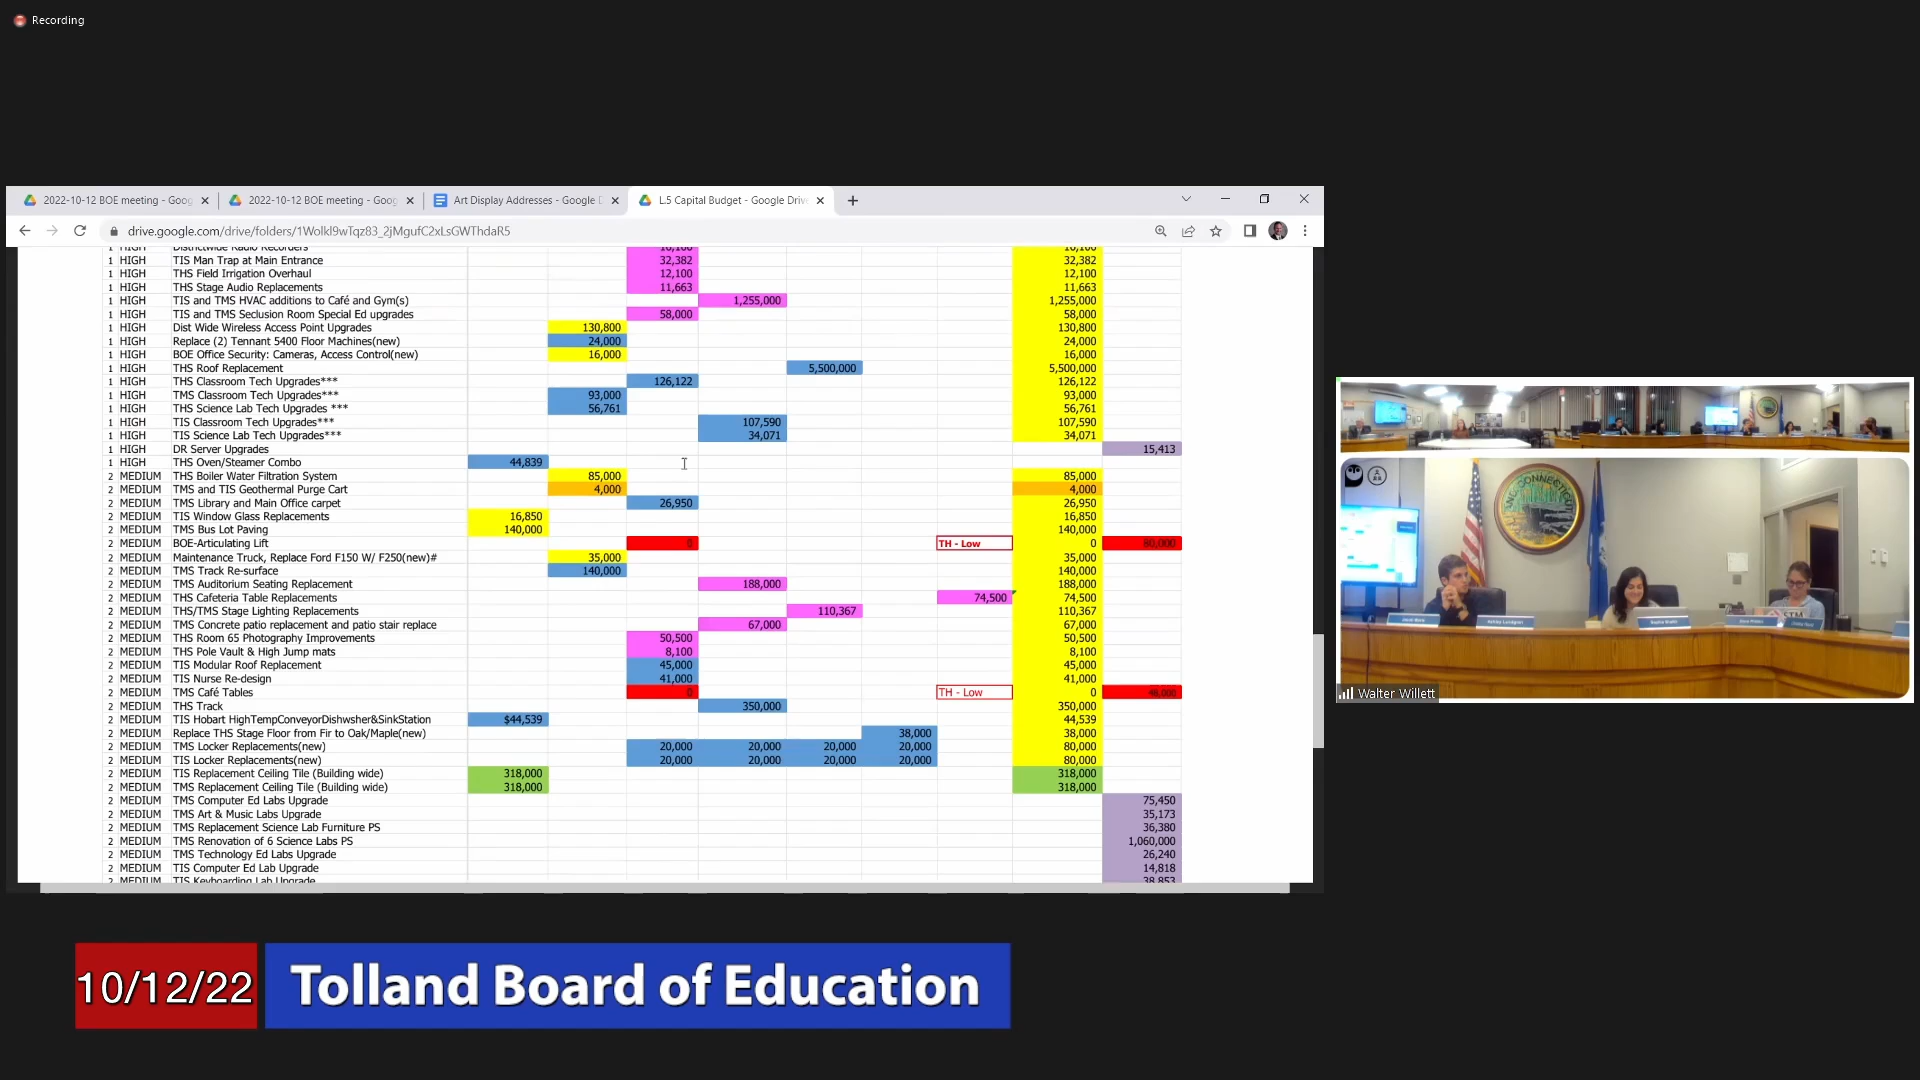 Recording
2022-10-12 BOE meeting - Goog
2022-10-12 BOE meeting - Goog
Art Display Addresses - Google D
L.5 Capital Budget - Google Driv
drive.google.com/drive/folders/1Wolkl9wTqz83_2jMgufC2xLsGWThdaR5
1 HIGH Districtwide Radio Recorders 10,100 10,100
1 HIGH TIS Man Trap at Main Entrance 32,382 32,382
1 HIGH THS Field Irrigation Overhaul 12,100 12,100
1 HIGH THS Stage Audio Replacements 11,663 11,663
1 HIGH TIS and TMS HVAC additions to Café and Gym(s) 1,255,000 1,255,000
1 HIGH TIS and TMS Seclusion Room Special Ed upgrades 58,000 58,000
1 HIGH Dist Wide Wireless Access Point Upgrades 130,800 130,800
1 HIGH Replace (2) Tennant 5400 Floor Machines(new) 24,000 24,000
1 HIGH BOE Office Security: Cameras, Access Control(new) 16,000 16,000
1 HIGH THS Roof Replacement 5,500,000 5,500,000
1 HIGH THS Classroom Tech Upgrades*** 126,122 126,122
1 HIGH TMS Classroom Tech Upgrades*** 93,000 93,000
1 HIGH THS Science Lab Tech Upgrades *** 56,761 56,761
1 HIGH TIS Classroom Tech Upgrades*** 107,590 107,590
1 HIGH TIS Science Lab Tech Upgrades*** 34,071 34,071
1 HIGH DR Server Upgrades 15,413
1 HIGH THS Oven/Steamer Combo 44,839
2 MEDIUM THS Boiler Water Filtration System 85,000 85,000
2 MEDIUM TMS and TIS Geothermal Purge Cart 4,000 4,000
2 MEDIUM TMS Library and Main Office carpet 26,950 26,950
2 MEDIUM TIS Window Glass Replacements 16,850 16,850
2 MEDIUM TMS Bus Lot Paving 140,000 140,000
2 MEDIUM BOE-Articulating Lift 0 TH - Low 0 80,000
2 MEDIUM Maintenance Truck, Replace Ford F150 W/ F250(new)# 35,000 35,000
2 MEDIUM TMS Track Re-surface 140,000 140,000
2 MEDIUM TMS Auditorium Seating Replacement 188,000 188,000
2 MEDIUM THS Cafeteria Table Replacements 74,500 74,500
2 MEDIUM THS/TMS Stage Lighting Replacements 110,367 110,367
2 MEDIUM TMS Concrete patio replacement and patio stair replace 67,000 67,000
2 MEDIUM THS Room 65 Photography Improvements 50,500 50,500
2 MEDIUM THS Pole Vault & High Jump mats 8,100 8,100
2 MEDIUM TIS Modular Roof Replacement 45,000 45,000
2 MEDIUM TIS Nurse Re-design 41,000 41,000
2 MEDIUM TMS Café Tables 0 TH - Low 0
2 MEDIUM THS Track 350,000 350,000
2 MEDIUM TIS Hobart HighTempConveyorDishwsher&SinkStation $44,539 44,539
2 MEDIUM Replace THS Stage Floor from Fir to Oak/Maple(new) 38,000 38,000
2 MEDIUM TMS Locker Replacements(new) 20,000 20,000 20,000 20,000 80,000
2 MEDIUM TIS Locker Replacements(new) 20,000 20,000 20,000 20,000 80,000
2 MEDIUM TIS Replacement Ceiling Tile (Building wide) 318,000 318,000
2 MEDIUM TMS Replacement Ceiling Tile (Building wide) 318,000 318,000
2 MEDIUM TMS Computer Ed Labs Upgrade 75,450
2 MEDIUM TMS Art & Music Labs Upgrade 35,173
2 MEDIUM TMS Replacement Science Lab Furniture PS 36,380
2 MEDIUM TMS Renovation of 6 Science Labs PS 1,060,000
2 MEDIUM TMS Technology Ed Labs Upgrade 26,240
2 MEDIUM TIS Computer Ed Lab Upgrade 14,818
2 MEDIUM TIS Keyboarding Lab Upgrade 38,853
CONNECTICUT
Walter Willett
10/12/22 Tolland Board of Education